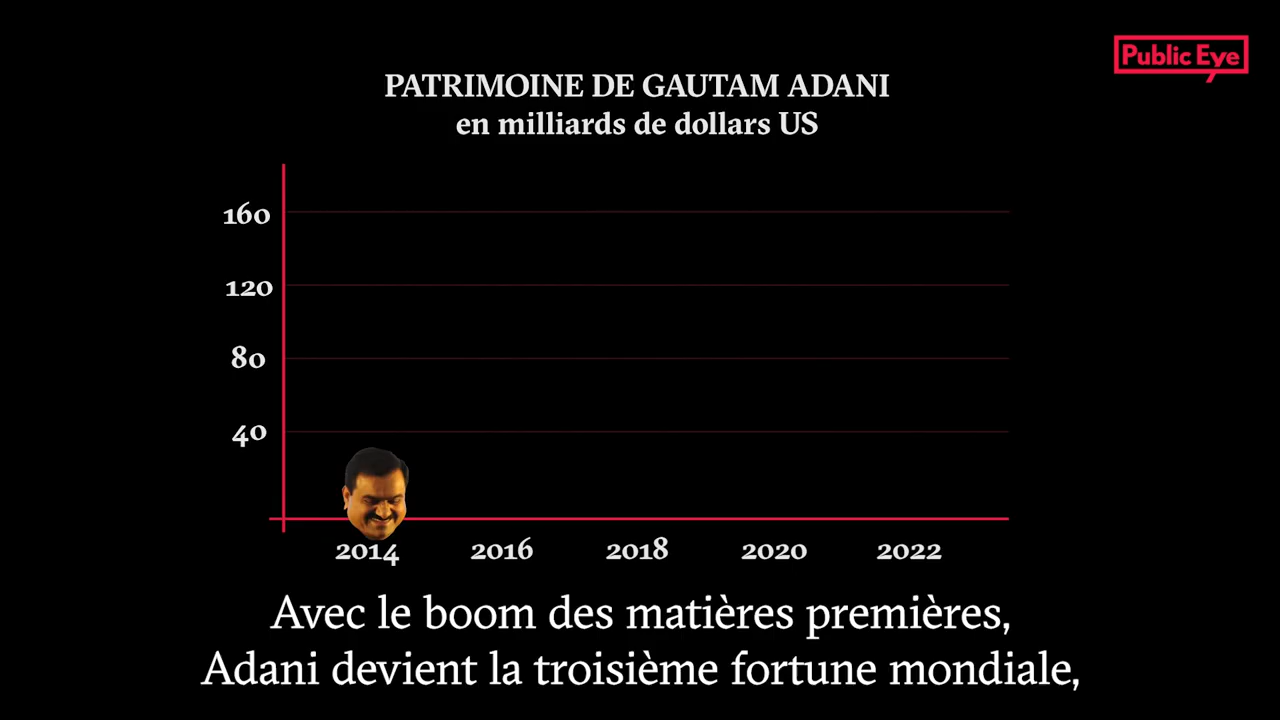 Public Eye
PATRIMOINE DE GAUTAM ADANI
en milliards de dollars US
160
120
80
40
2014 2016 2018 2020 2022
Avec le boom des matières premières,
Adani devient la troisième fortune mondiale,